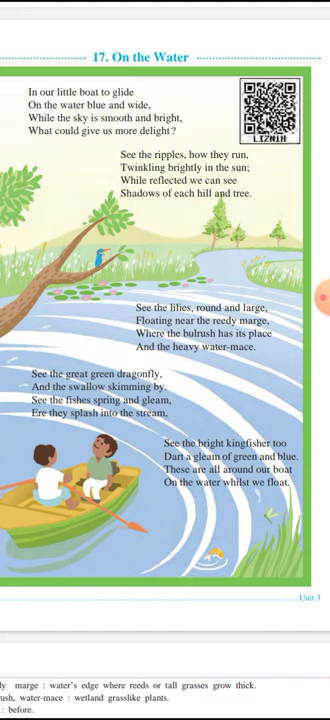 17. On the Water
In our little boat to glide
On the water blue and wide,
While the sky is smooth and bright,
What could give us more delight?
LIZN1H
See the ripples, how they run,
Twinkling brightly in the sun;
While reflected we can see
Shadows of each hill and tree.
See the lilies, round and large,
Floating near the reedy marge,
Where the bulrush has its place
And the heavy water-mace.
See the great green dragonfly,
And the swallow skimming by.
See the fishes spring and gleam,
Ere they splash into the stream.
See the bright kingfisher too
Dart a gleam of green and blue.
These are all around our boat
On the water whilst we float.
Unit 3
marge : water's edge where reeds or tall grasses grow thick.
water-mace : wetland grasslike plants.
: before.